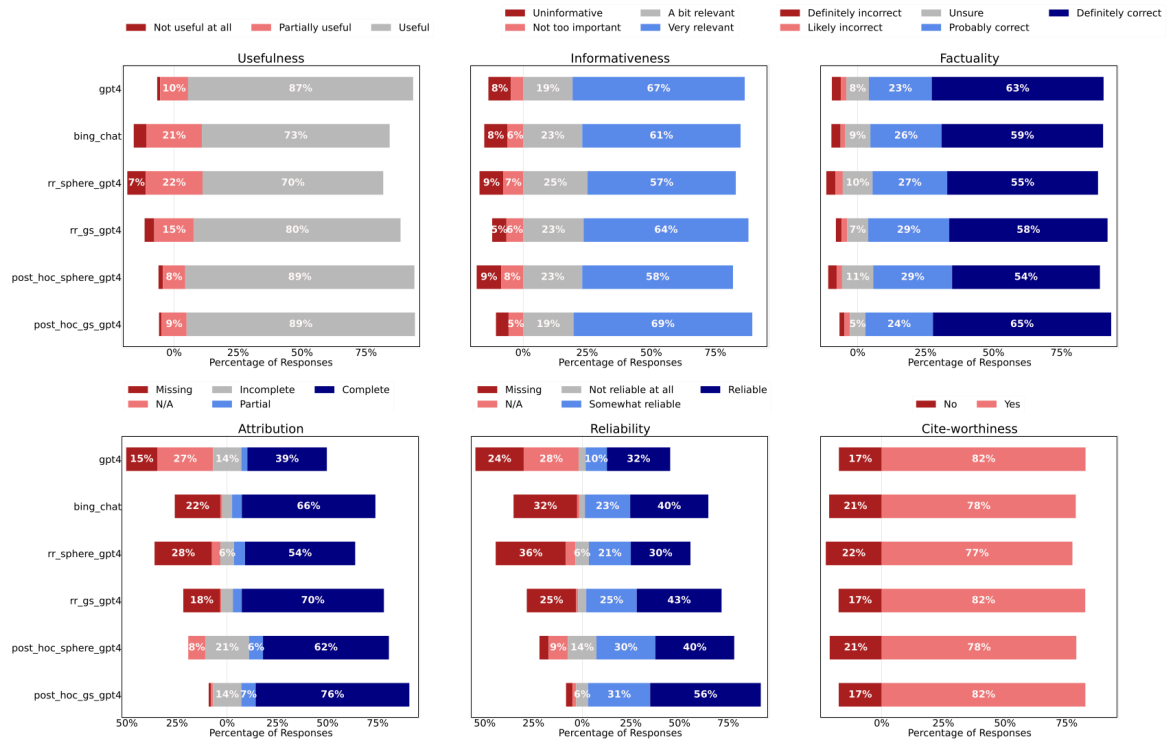 Not useful at all Partially useful Useful
Uninformative A bit relevant
Not too important Very relevant
Definitely incorrect Unsure Definitely correct
Likely incorrect Probably correct
Usefulness
gpt4 10% 87%
bing_chat 21% 73%
rr_sphere_gpt4 7% 22% 70%
rr_gs_gpt4 15% 80%
post_hoc_sphere_gpt4 8% 89%
post_hoc_gs_gpt4 9% 89%
0% 25% 50% 75%
Percentage of Responses
Informativeness
8% 19% 67%
8% 6% 23% 61%
9% 7% 25% 57%
5% 6% 23% 64%
9% 8% 23% 58%
5% 19% 69%
0% 25% 50% 75%
Percentage of Responses
Factuality
8% 23% 63%
9% 26% 59%
10% 27% 55%
7% 29% 58%
11% 29% 54%
5% 24% 65%
0% 25% 50% 75%
Percentage of Responses
Missing Incomplete Complete
N/A Partial
Attribution
gpt4 15% 27% 14% 39%
bing_chat 22% 66%
rr_sphere_gpt4 28% 6% 54%
rr_gs_gpt4 18% 70%
post_hoc_sphere_gpt4 8% 21% 6% 62%
post_hoc_gs_gpt4 14% 7% 76%
50% 25% 0% 25% 50% 75%
Percentage of Responses
Missing Not reliable at all Reliable
N/A Somewhat reliable
Reliability
24% 28% 10% 32%
32% 23% 40%
36% 6% 21% 30%
25% 25% 43%
9% 14% 30% 40%
6% 31% 56%
50% 25% 0% 25% 50% 75%
Percentage of Responses
No Yes
Cite-worthiness
17% 82%
21% 78%
22% 77%
17% 82%
21% 78%
17% 82%
0% 25% 50% 75%
Percentage of Responses